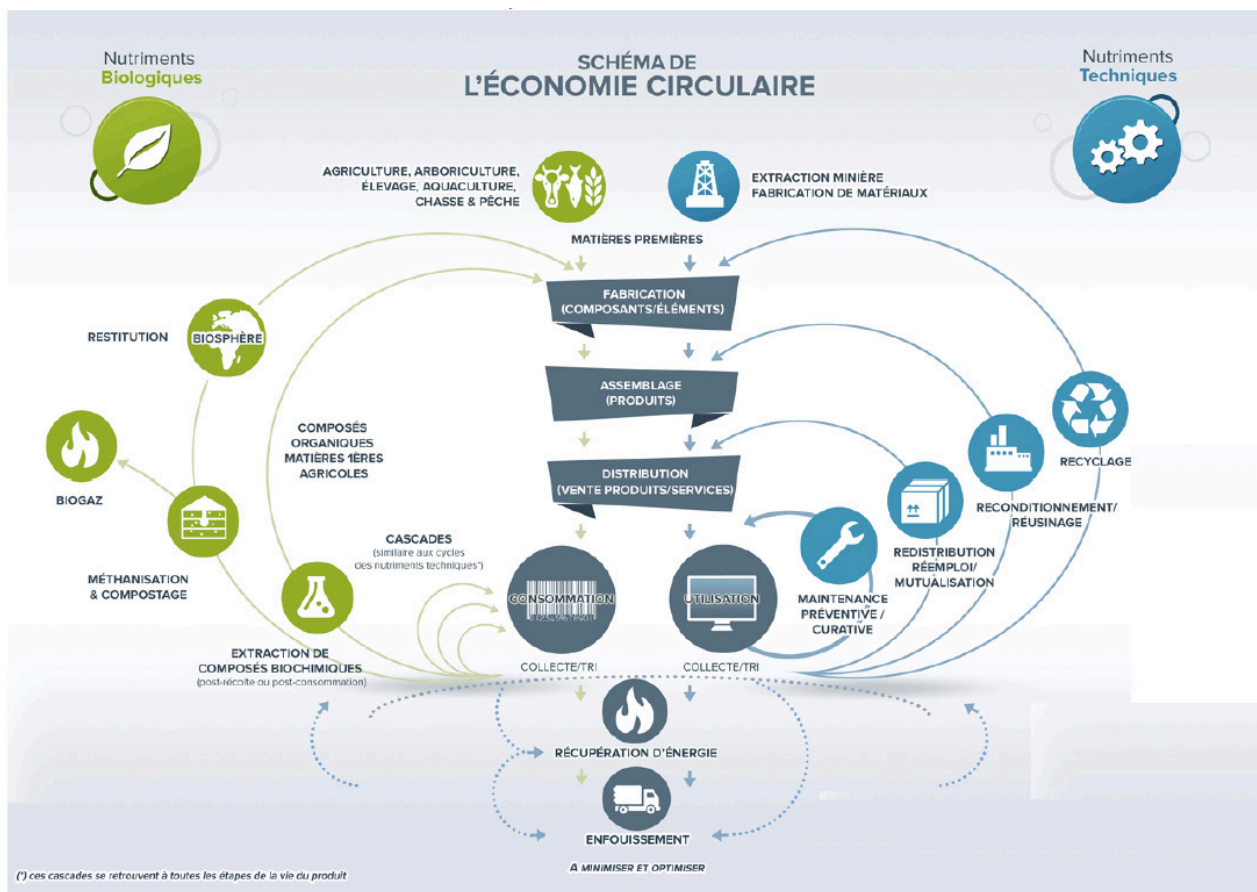 Nutriments
Biologiques
SCHÉMA DE
L'ÉCONOMIE CIRCULAIRE
Nutriments
Techniques
AGRICULTURE, ARBORICULTURE,
ÉLEVAGE, AQUACULTURE,
CHASSE & PÊCHE
EXTRACTION MINIÈRE
FABRICATION DE MATÉRIAUX
MATIÈRES PREMIÈRES
FABRICATION
(COMPOSANTS/ÉLÉMENTS)
RESTITUTION
BIOSPHÈRE
ASSEMBLAGE
(PRODUITS)
COMPOSÉS
ORGANIQUES
MATIÈRES 1ÈRES
AGRICOLES
RECYCLAGE
DISTRIBUTION
(VENTE PRODUITS/SERVICES)
BIOGAZ
RECONDITIONNEMENT/
RÉUSINAGE
CASCADES
(similaire aux cycles
des nutriments techniques*)
REDISTRIBUTION
RÉEMPLOI/
MUTUALISATION
MÉTHANISATION
& COMPOSTAGE
CONSOMMATION
UTILISATION
MAINTENANCE
PRÉVENTIVE /
CURATIVE
EXTRACTION DE
COMPOSÉS BIOCHIMIQUES
(post-récolte ou post-consommation)
COLLECTE/TRI
COLLECTE/TRI
RÉCUPÉRATION D'ÉNERGIE
ENFOUISSEMENT
A MINIMISER ET OPTIMISER
(*) ces cascades se retrouvent à toutes les étapes de la vie du produit